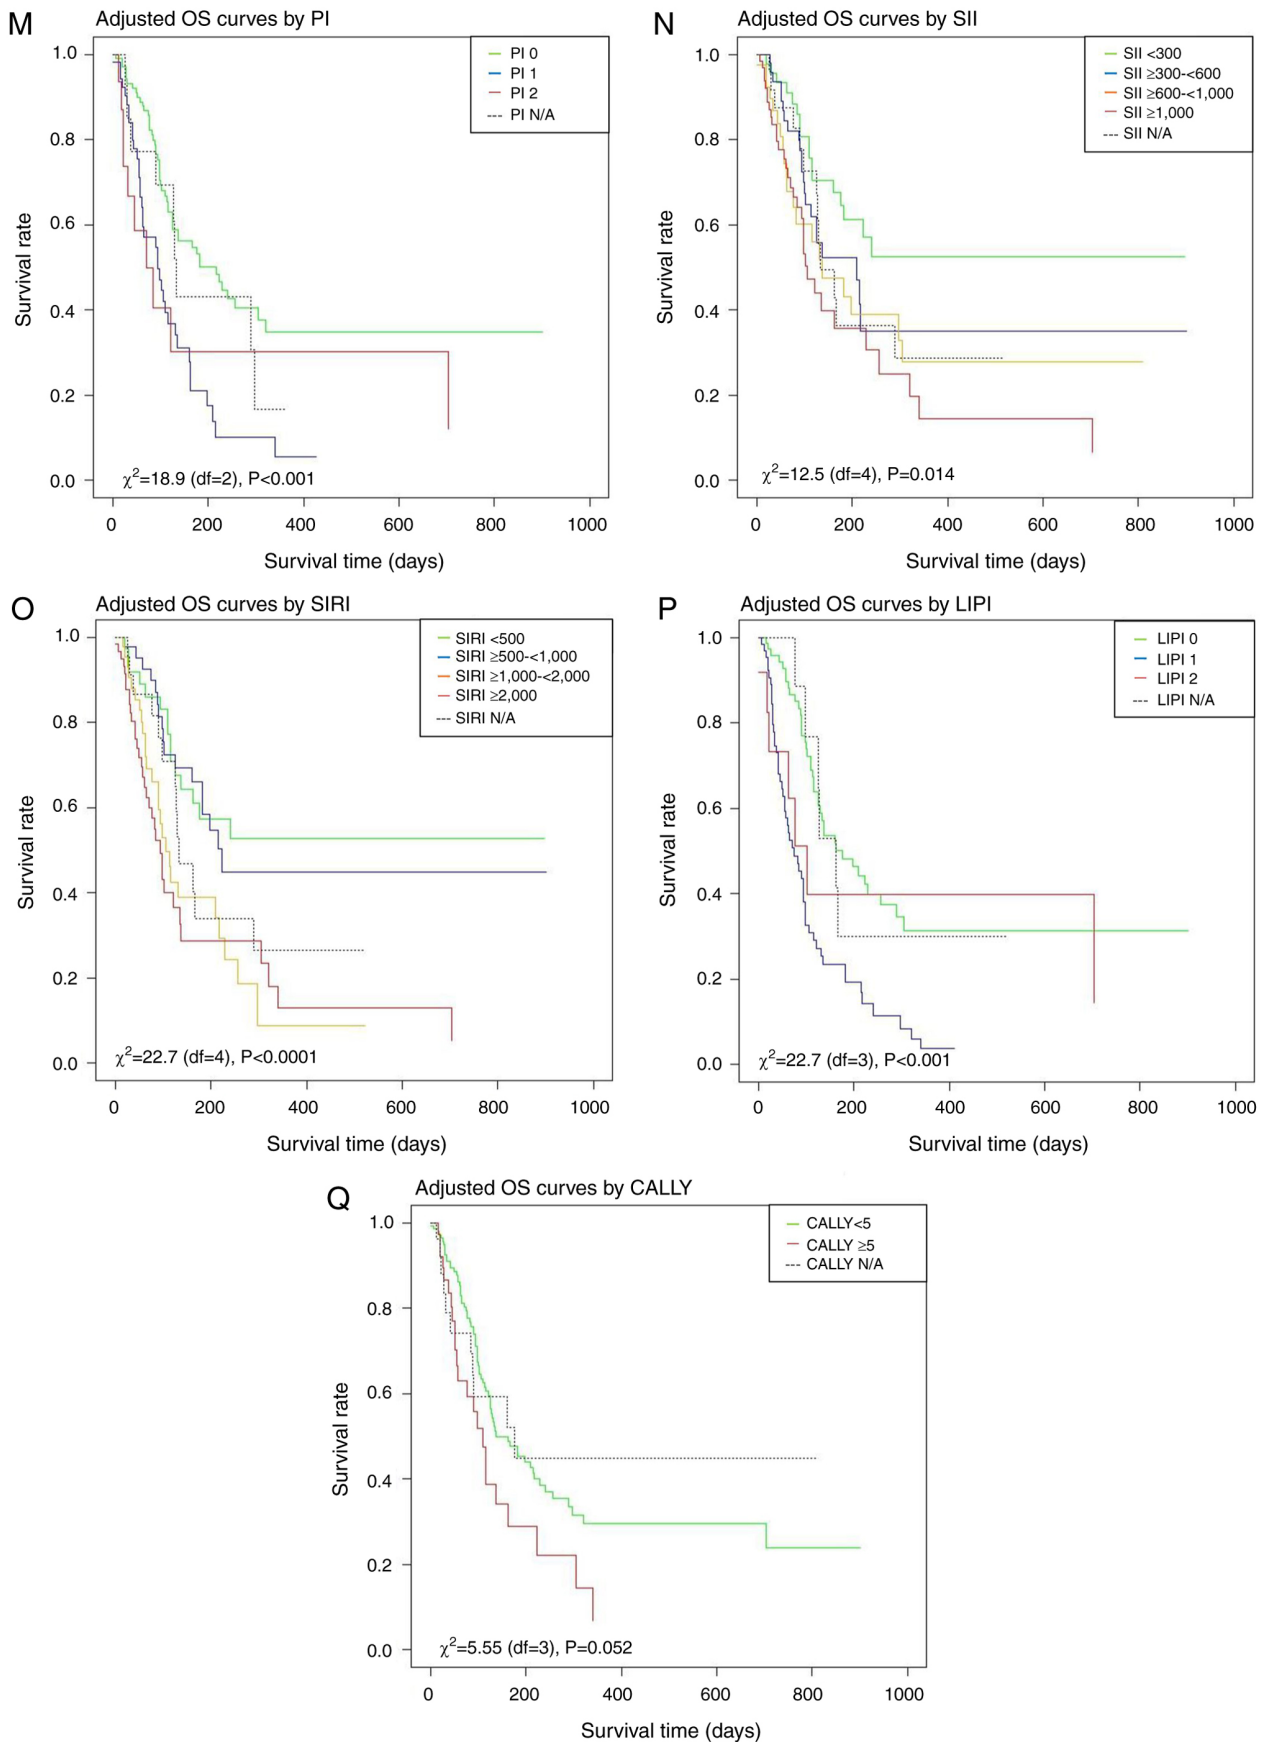 M
Adjusted OS curves by PI
PI 0
PI 1
PI 2
PI N/A
1.0
0.8
0.6
0.4
0.2
0.0
Survival rate
χ²=18.9 (df=2), P<0.001
0 200 400 600 800 1000
Survival time (days)
N
Adjusted OS curves by SII
SII <300
SII ≥300-<600
SII ≥600-<1,000
SII ≥1,000
SII N/A
1.0
0.8
0.6
0.4
0.2
0.0
Survival rate
χ²=12.5 (df=4), P=0.014
0 200 400 600 800 1000
Survival time (days)
O
Adjusted OS curves by SIRI
SIRI <500
SIRI ≥500-<1,000
SIRI ≥1,000-<2,000
SIRI ≥2,000
SIRI N/A
1.0
0.8
0.6
0.4
0.2
0.0
Survival rate
χ²=22.7 (df=4), P<0.0001
0 200 400 600 800 1000
Survival time (days)
P
Adjusted OS curves by LIPI
LIPI 0
LIPI 1
LIPI 2
LIPI N/A
1.0
0.8
0.6
0.4
0.2
0.0
Survival rate
χ²=22.7 (df=3), P<0.001
0 200 400 600 800 1000
Survival time (days)
Q
Adjusted OS curves by CALLY
CALLY<5
CALLY ≥5
CALLY N/A
1.0
0.8
0.6
0.4
0.2
0.0
Survival rate
χ²=5.55 (df=3), P=0.052
0 200 400 600 800 1000
Survival time (days)